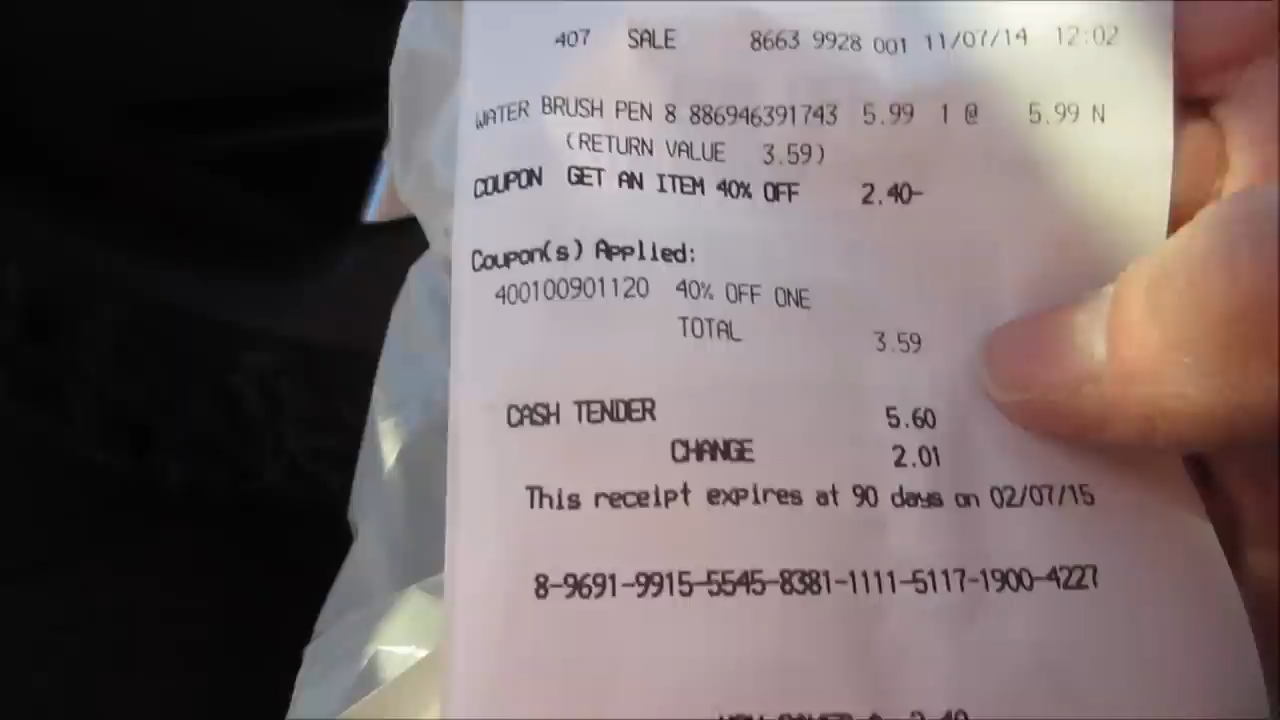 407 SALE 8663 9928 001 11/07/14 12:02
WATER BRUSH PEN 8 886946391743 5.99 1 @ 5.99 N
(RETURN VALUE 3.59)
COUPON GET AN ITEM 40% OFF 2.40-
Coupon(s) Applied:
400100901120 40% OFF ONE
TOTAL 3.59
CASH TENDER 5.60
CHANGE 2.01
This receipt expires at 90 days on 02/07/15
8-9691-9915-5545-8381-1111-5117-1900-4227